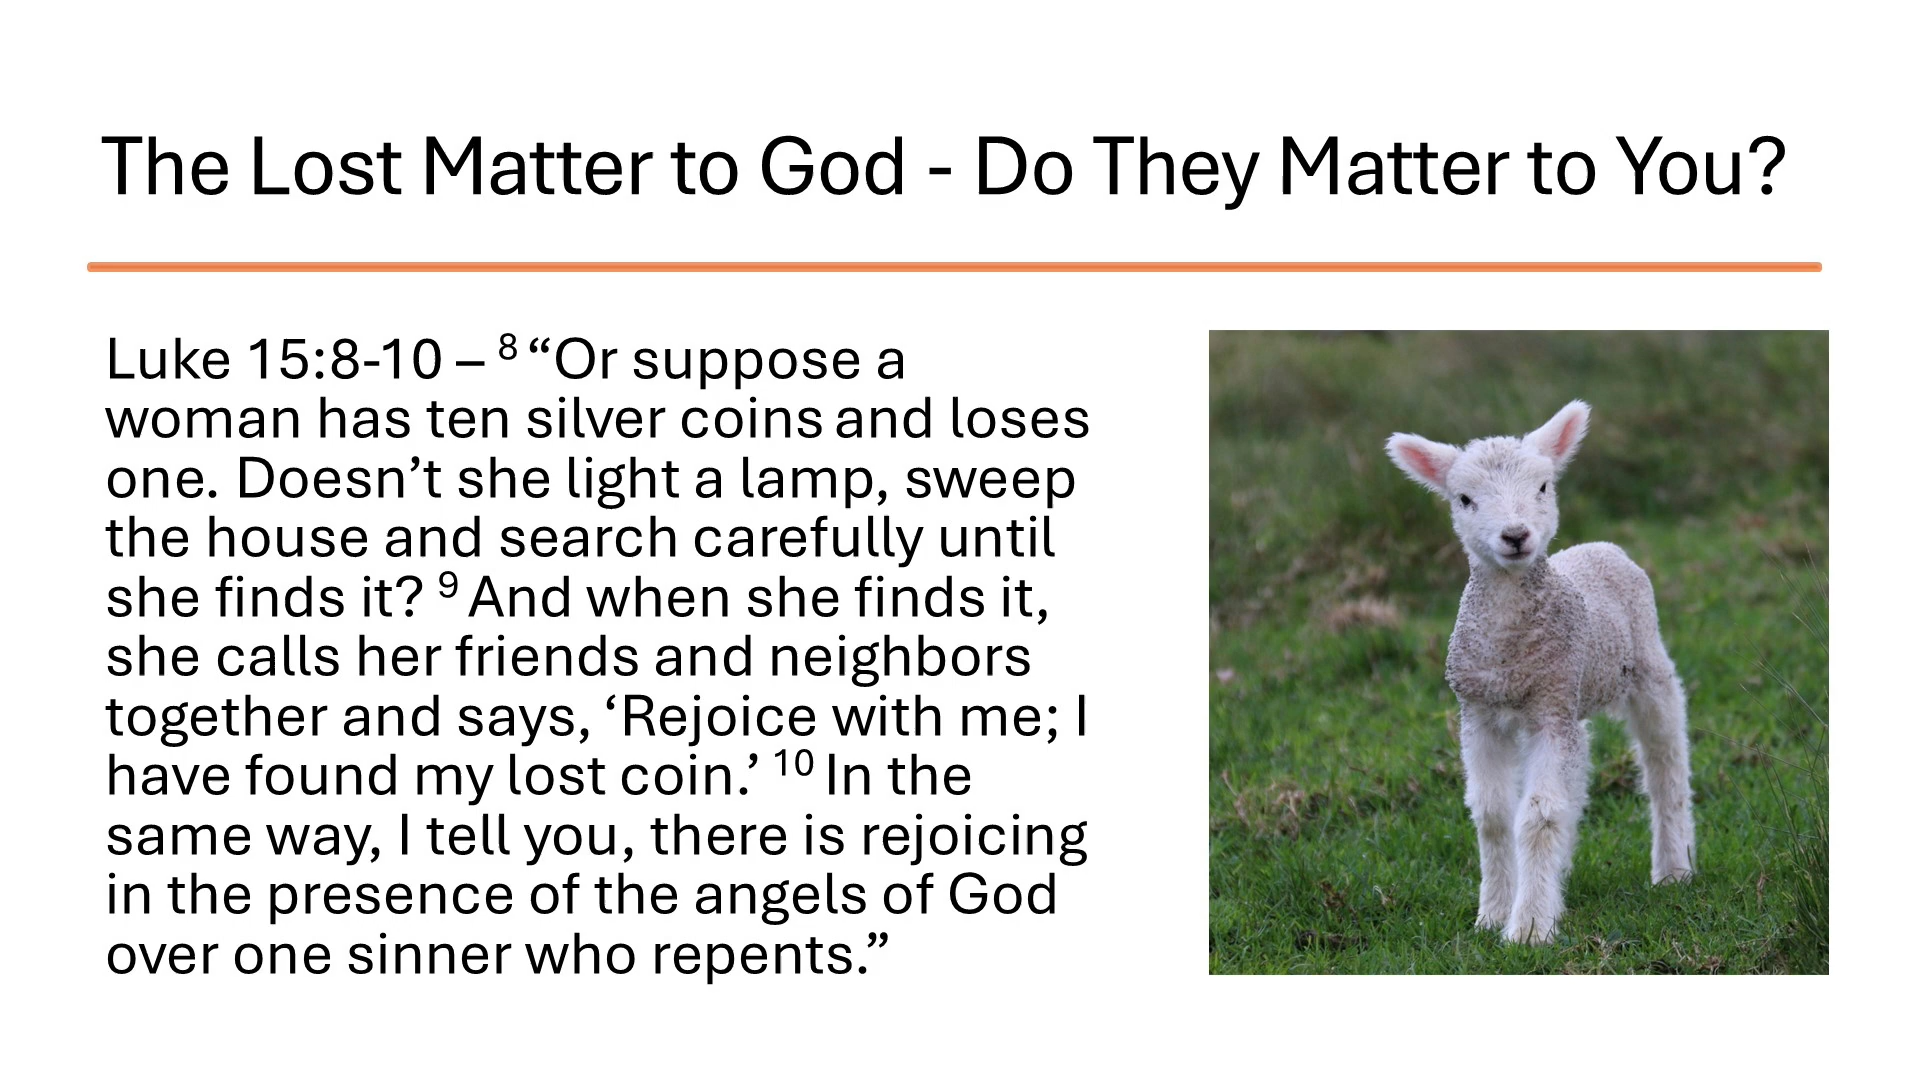 The Lost Matter to God - Do They Matter to You?
Luke 15:8-10 – 8 “Or suppose a
woman has ten silver coins and loses
one. Doesn’t she light a lamp, sweep
the house and search carefully until
she finds it? 9 And when she finds it,
she calls her friends and neighbors
together and says, ‘Rejoice with me; I
have found my lost coin.’ 10 In the
same way, I tell you, there is rejoicing
in the presence of the angels of God
over one sinner who repents.”